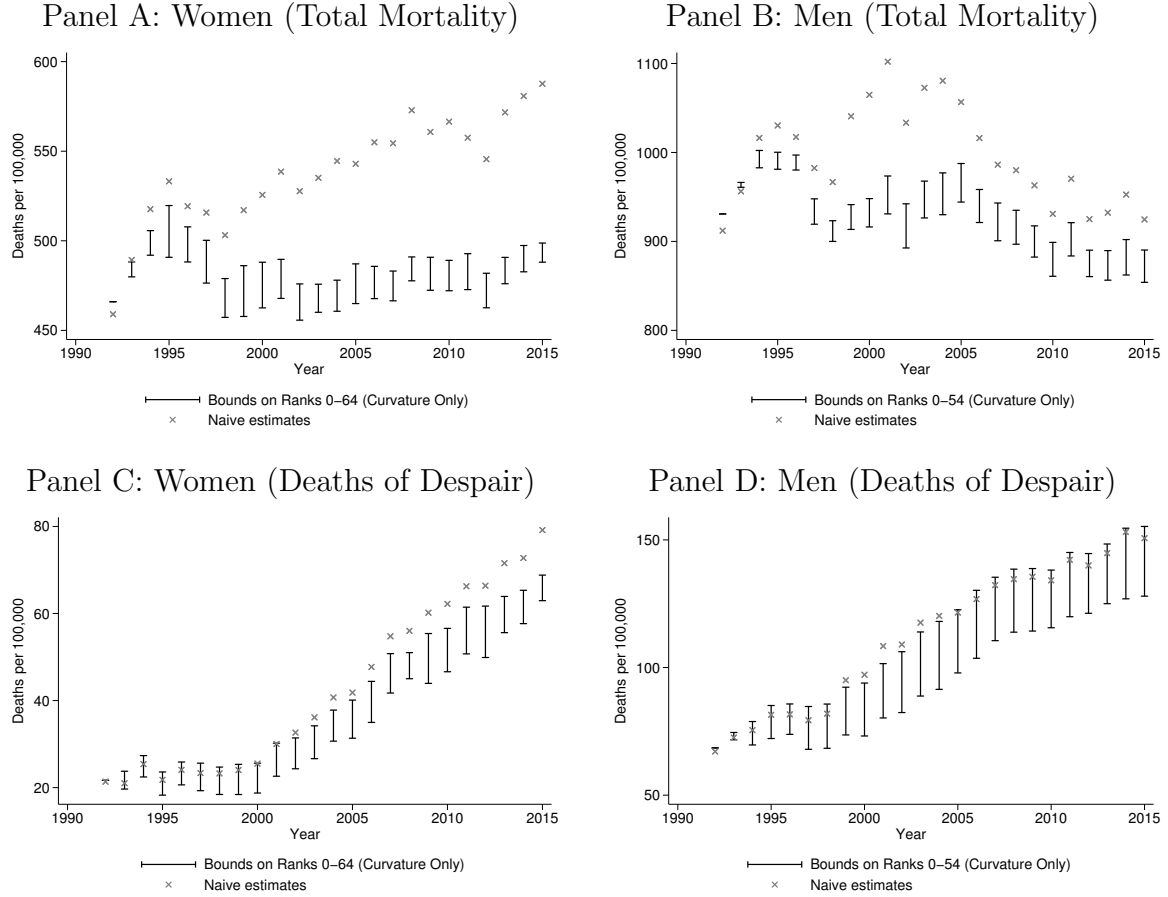 Panel A: Women (Total Mortality)
Panel B: Men (Total Mortality)
Deaths per 100,000
600
550
500
450
1990 1995 2000 2005 2010 2015
Year
Bounds on Ranks 0−64 (Curvature Only)
Naive estimates
Deaths per 100,000
1100
1000
900
800
1990 1995 2000 2005 2010 2015
Year
Bounds on Ranks 0−54 (Curvature Only)
Naive estimates
Panel C: Women (Deaths of Despair)
Panel D: Men (Deaths of Despair)
Deaths per 100,000
80
60
40
20
1990 1995 2000 2005 2010 2015
Year
Bounds on Ranks 0−64 (Curvature Only)
Naive estimates
Deaths per 100,000
150
100
50
1990 1995 2000 2005 2010 2015
Year
Bounds on Ranks 0−54 (Curvature Only)
Naive estimates